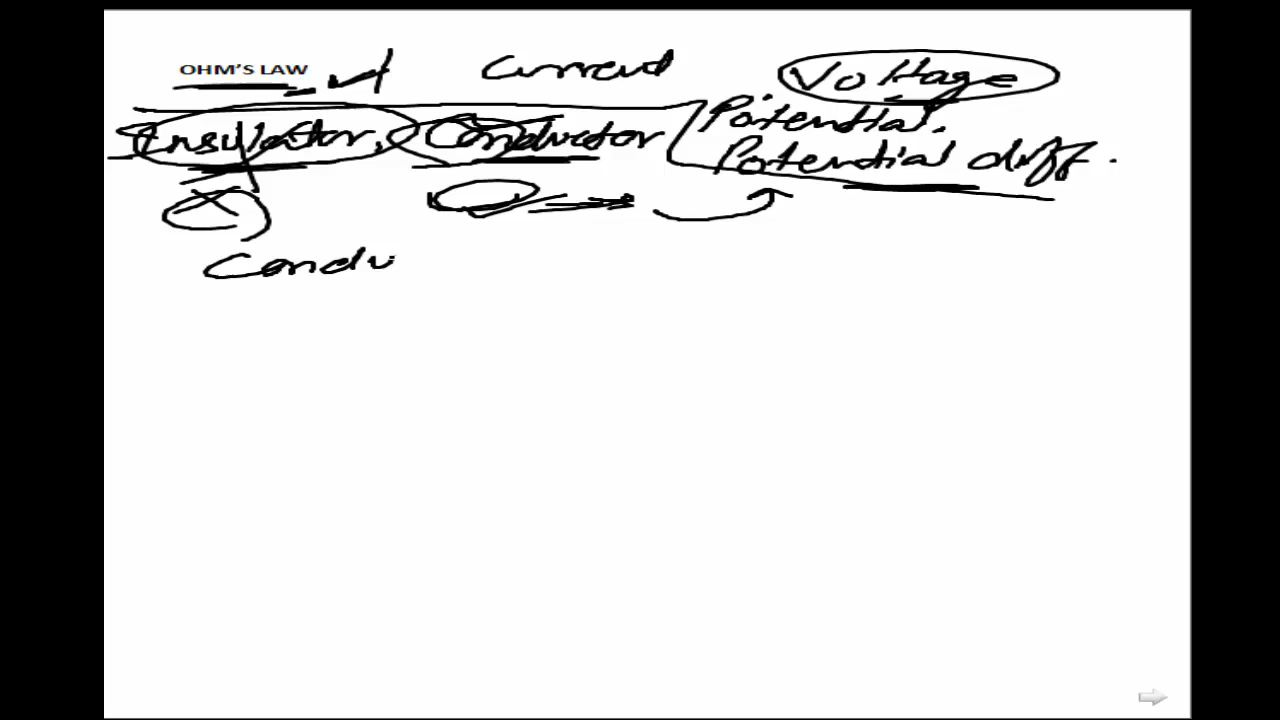 OHM'S LAW Current Voltage
Insulator, Conductor Potential.
Potential diff.
Condu